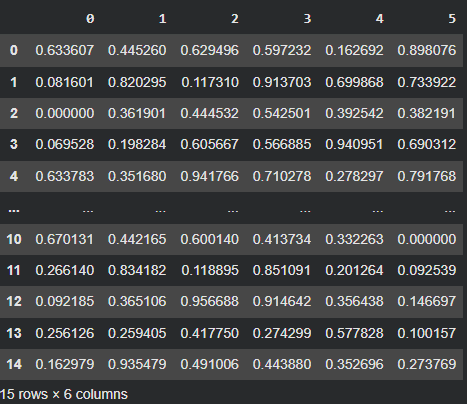 0 1 2 3 4 5
0 0.633607 0.445260 0.629496 0.597232 0.162692 0.898076
1 0.081601 0.820295 0.117310 0.913703 0.699868 0.733922
2 0.000000 0.361901 0.444532 0.542501 0.392542 0.382191
3 0.069528 0.198284 0.605667 0.566885 0.940951 0.690312
4 0.633783 0.351680 0.941766 0.710278 0.278297 0.791768
... ... ... ... ... ... ...
10 0.670131 0.442165 0.600140 0.413734 0.332263 0.000000
11 0.266140 0.834182 0.118895 0.851091 0.201264 0.092539
12 0.092185 0.365106 0.956688 0.914642 0.356438 0.146697
13 0.256126 0.259405 0.417750 0.274299 0.577828 0.100157
14 0.162979 0.935479 0.491006 0.443880 0.352696 0.273769
15 rows × 6 columns